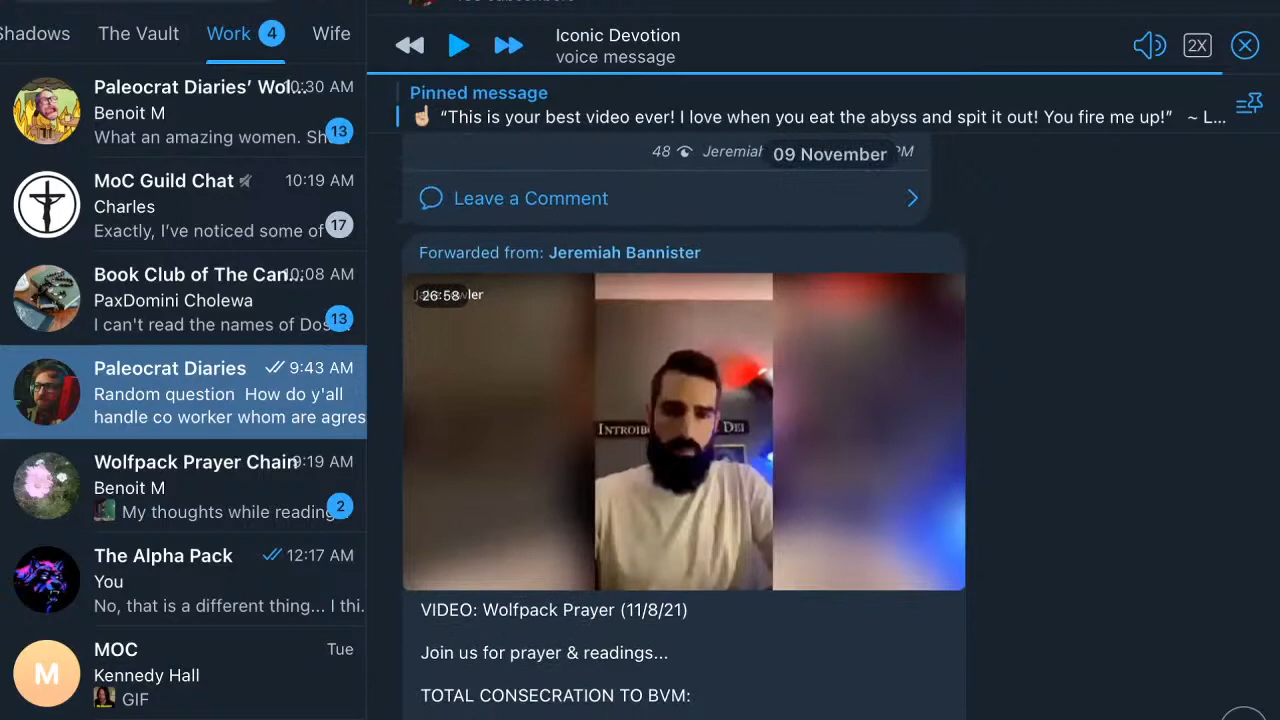 Shadows
The Vault
Work 4
Wife
Paleocrat Diaries’ Wol... 10:30 AM
Benoit M
What an amazing women. Sh... 13
MoC Guild Chat 10:19 AM
Charles
Exactly, I’ve noticed some of 17
Book Club of The Can... 10:08 AM
PaxDomini Cholewa
I can't read the names of Dos... 13
Paleocrat Diaries 9:43 AM
Random question How do y'all
handle co worker whom are agres
Wolfpack Prayer Chain 9:19 AM
Benoit M
My thoughts while reading 2
The Alpha Pack 12:17 AM
You
No, that is a different thing... I thi...
M
MOC Tue
Kennedy Hall
GIF
Iconic Devotion
voice message
2X
Pinned message
☝🏼 “This is your best video ever! I love when you eat the abyss and spit it out! You fire me up!” ~ L...
48 Jeremiah PM
09 November
Leave a Comment
Forwarded from: Jeremiah Bannister
26:58
INTROIB DEI
VIDEO: Wolfpack Prayer (11/8/21)
Join us for prayer & readings...
TOTAL CONSECRATION TO BVM: